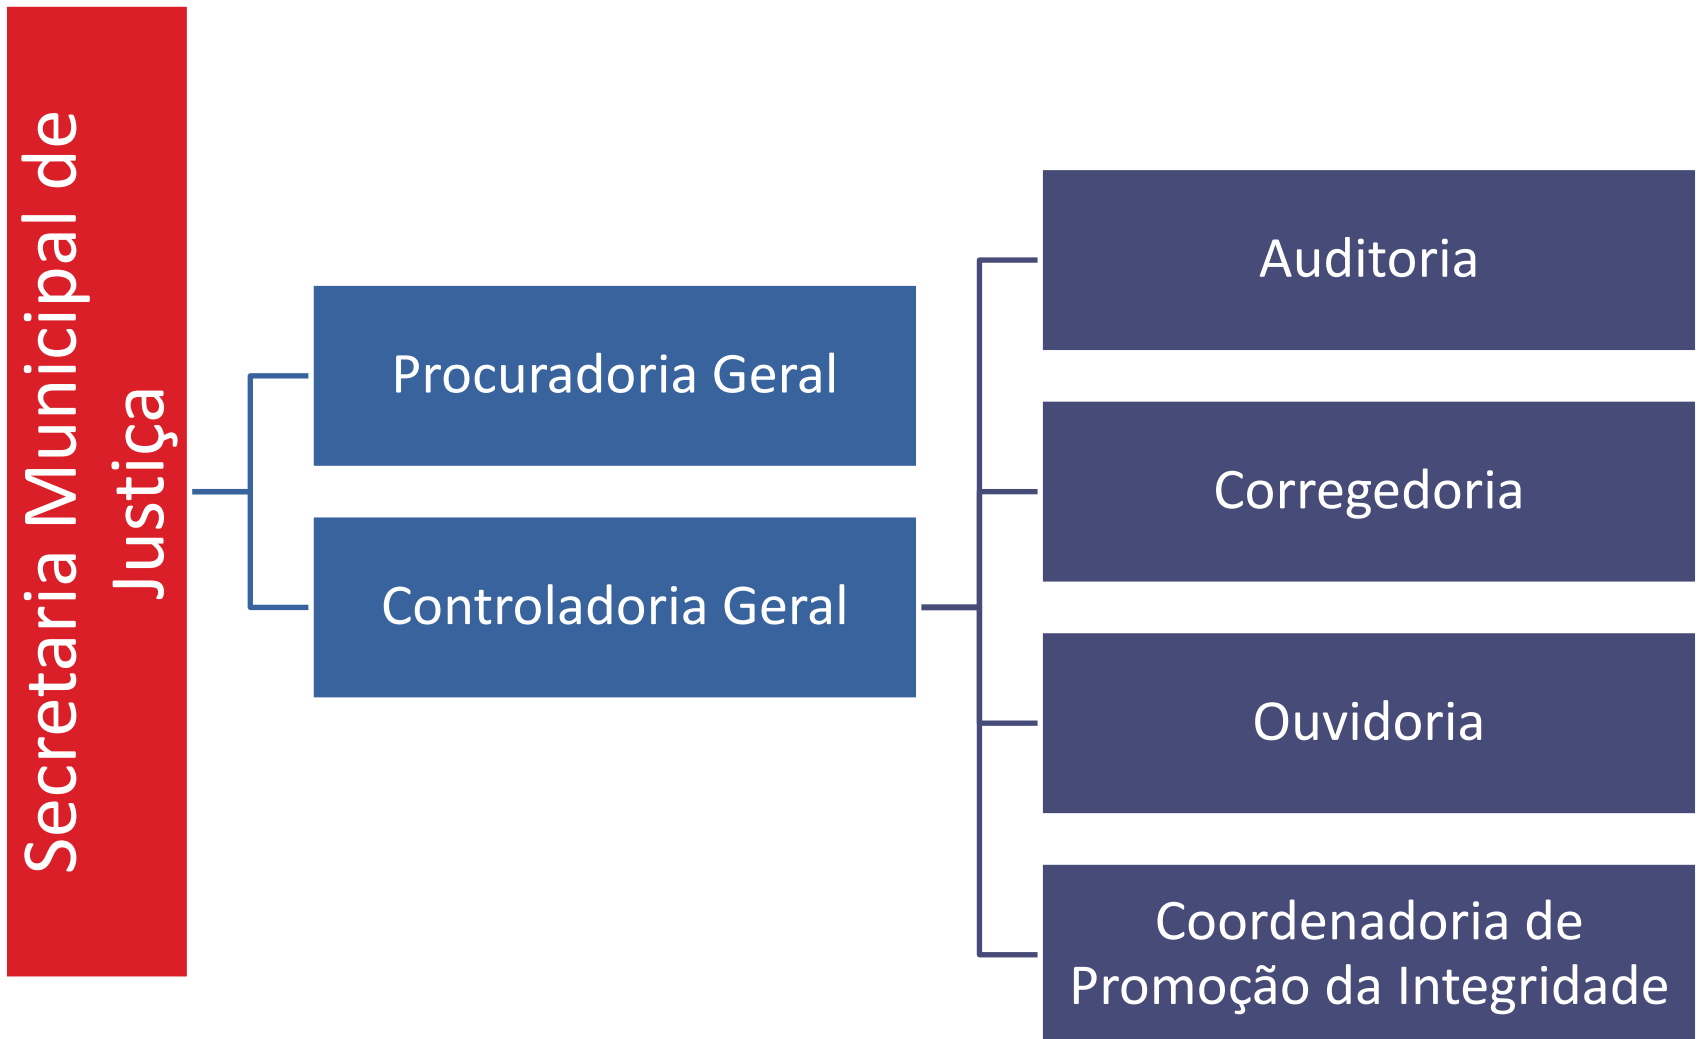 Secretaria Municipal de
Justiça
Procuradoria Geral
Controladoria Geral
Auditoria
Corregedoria
Ouvidoria
Coordenadoria de
Promoção da Integridade